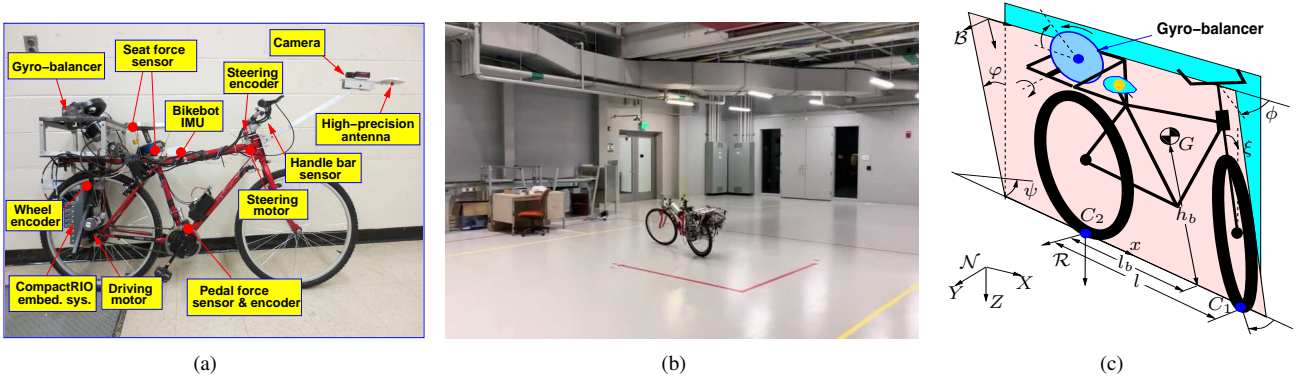 Gyro-balancer
Seat force
sensor
Bikebot
IMU
Steering
encoder
Camera
High-precision
antenna
Handle bar
sensor
Steering
motor
Wheel
encoder
CompactRIO
embed. sys.
Driving
motor
Pedal force
sensor & encoder
(a)
(b)
Gyro-balancer
B
φ
ϕ
G
ξ
ψ
C2
h_b
x
R
l_b
l
N
X
Y
Z
C1
(c)